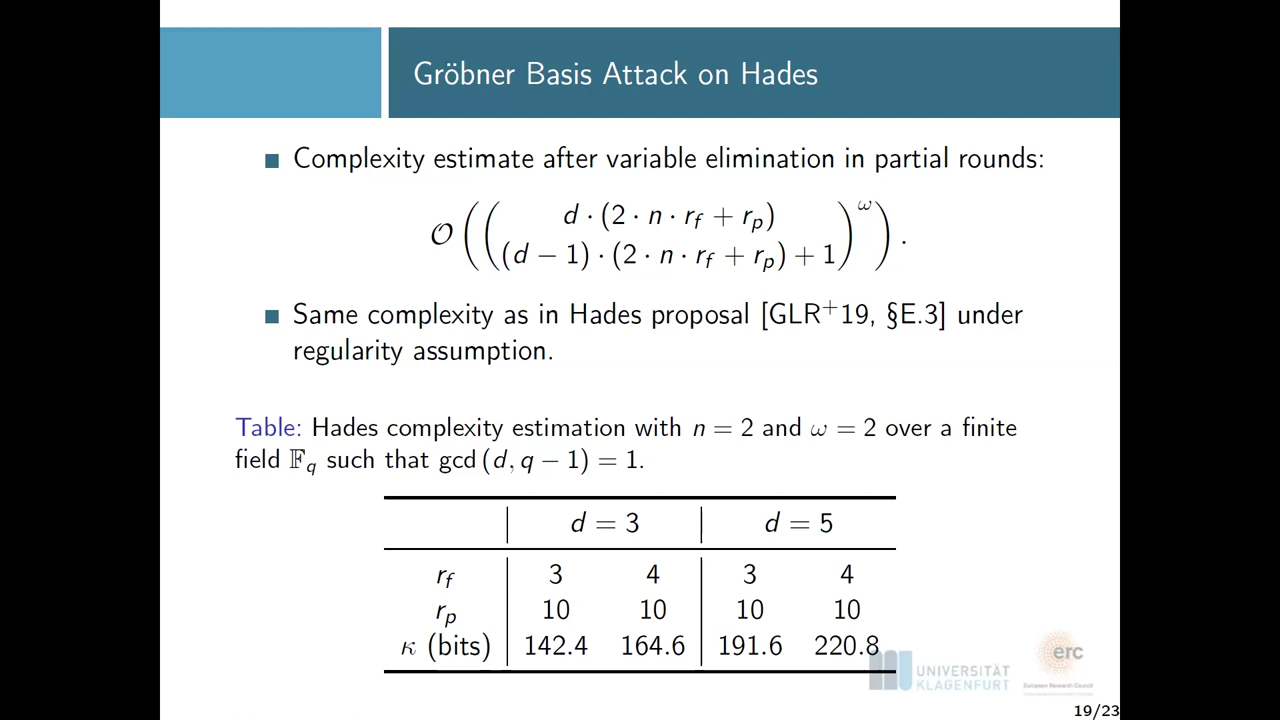 Gröbner Basis Attack on Hades
Complexity estimate after variable elimination in partial rounds:
𝒪((d · (2 · n · r_f + r_p)
(d − 1) · (2 · n · r_f + r_p) + 1)^ω).
Same complexity as in Hades proposal [GLR⁺19, §E.3] under
regularity assumption.
Table: Hades complexity estimation with n = 2 and ω = 2 over a finite
field 𝔽_q such that gcd (d, q − 1) = 1.
d = 3 d = 5
r_f 3 4 3 4
r_p 10 10 10 10
κ (bits) 142.4 164.6 191.6 220.8
UNIVERSITÄT
KLAGENFURT
erc
European Research Council
19/23